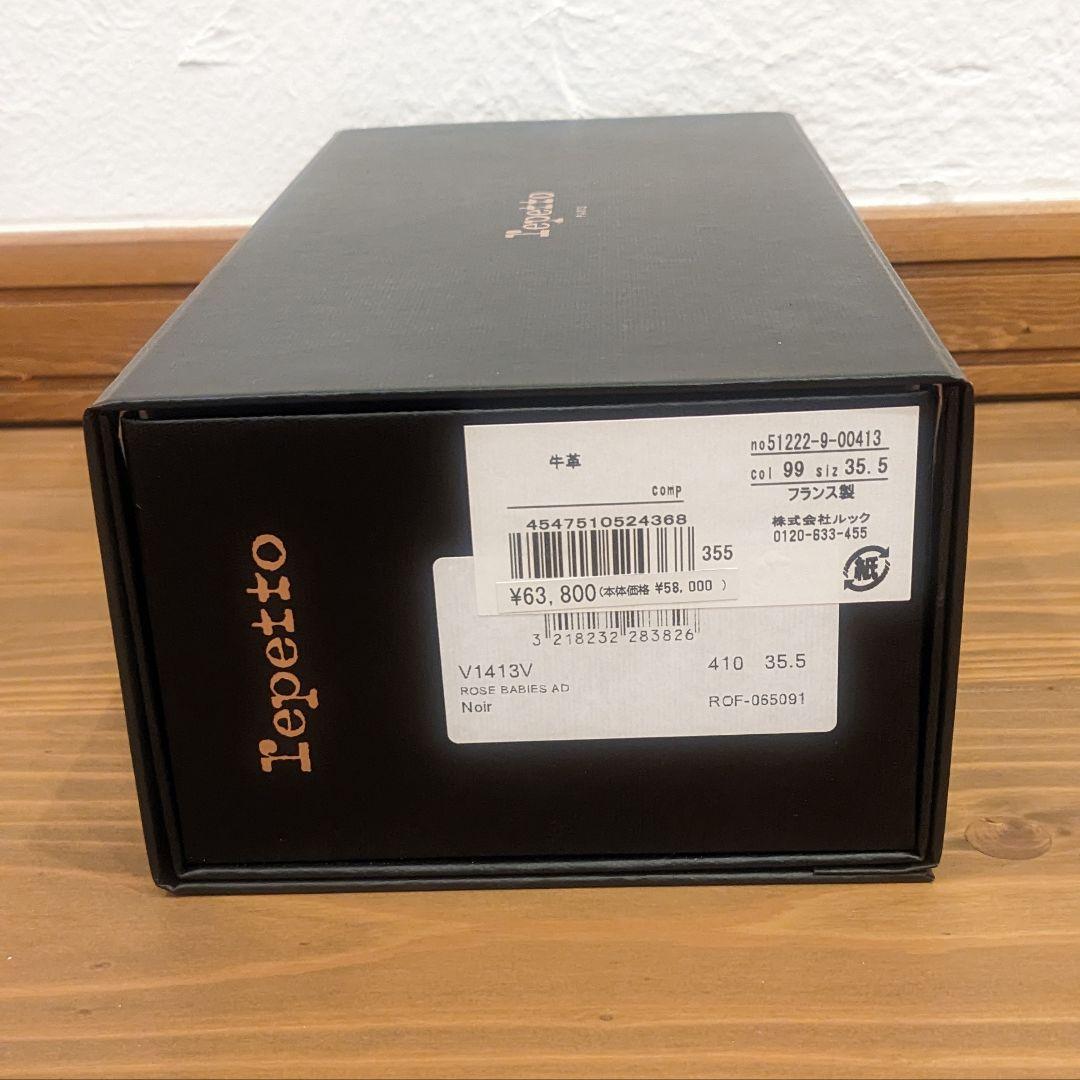 repetto
PARIS
repetto
牛革
comp
no51222-9-00413
col 99 siz 35.5
フランス製
株式会社ルック
0120-633-455
紙
4547510524368
355
¥63,800(本体価格 ¥58,000 )
3 218232 283826
V1413V
410 35.5
ROSE BABIES AD
Noir
ROF-065091